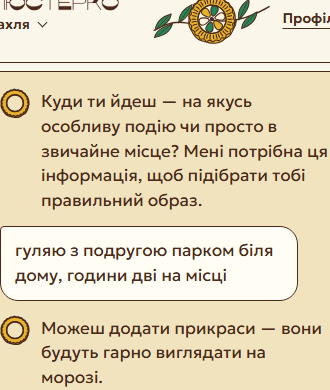 ахля
Профі
Куди ти йдеш — на якусь
особливу подію чи просто в
звичайне місце? Мені потрібна ця
інформація, щоб підібрати тобі
правильний образ.
гуляю з подругою парком біля
дому, години дві на місці
Можеш додати прикраси — вони
будуть гарно виглядати на
морозі.